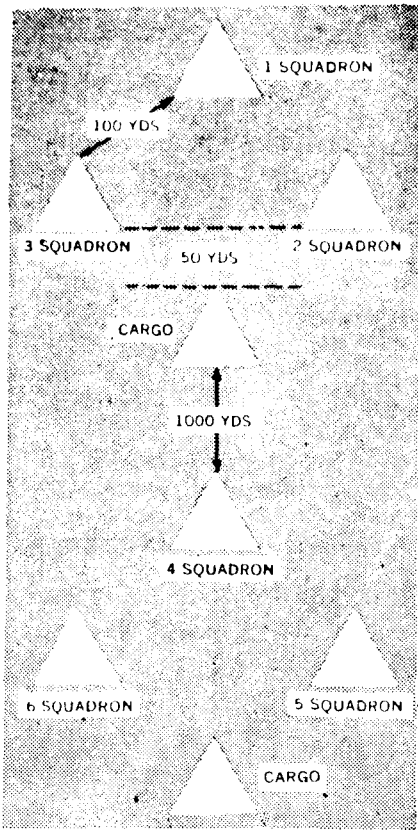 1 SQUADRON
100 YDS
3 SQUADRON
2 SQUADRON
50 YDS
CARGO
1000 YDS
4 SQUADRON
6 SQUADRON
5 SQUADRON
CARGO